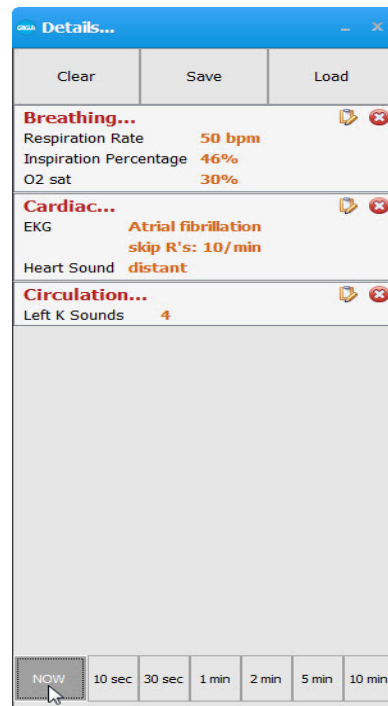 GIGIA Details...
Clear Save Load
Breathing...
Respiration Rate 50 bpm
Inspiration Percentage 46%
O2 sat 30%
Cardiac...
EKG Atrial fibrillation
skip R's: 10/min
Heart Sound distant
Circulation...
Left K Sounds 4
NOW 10 sec 30 sec 1 min 2 min 5 min 10 min